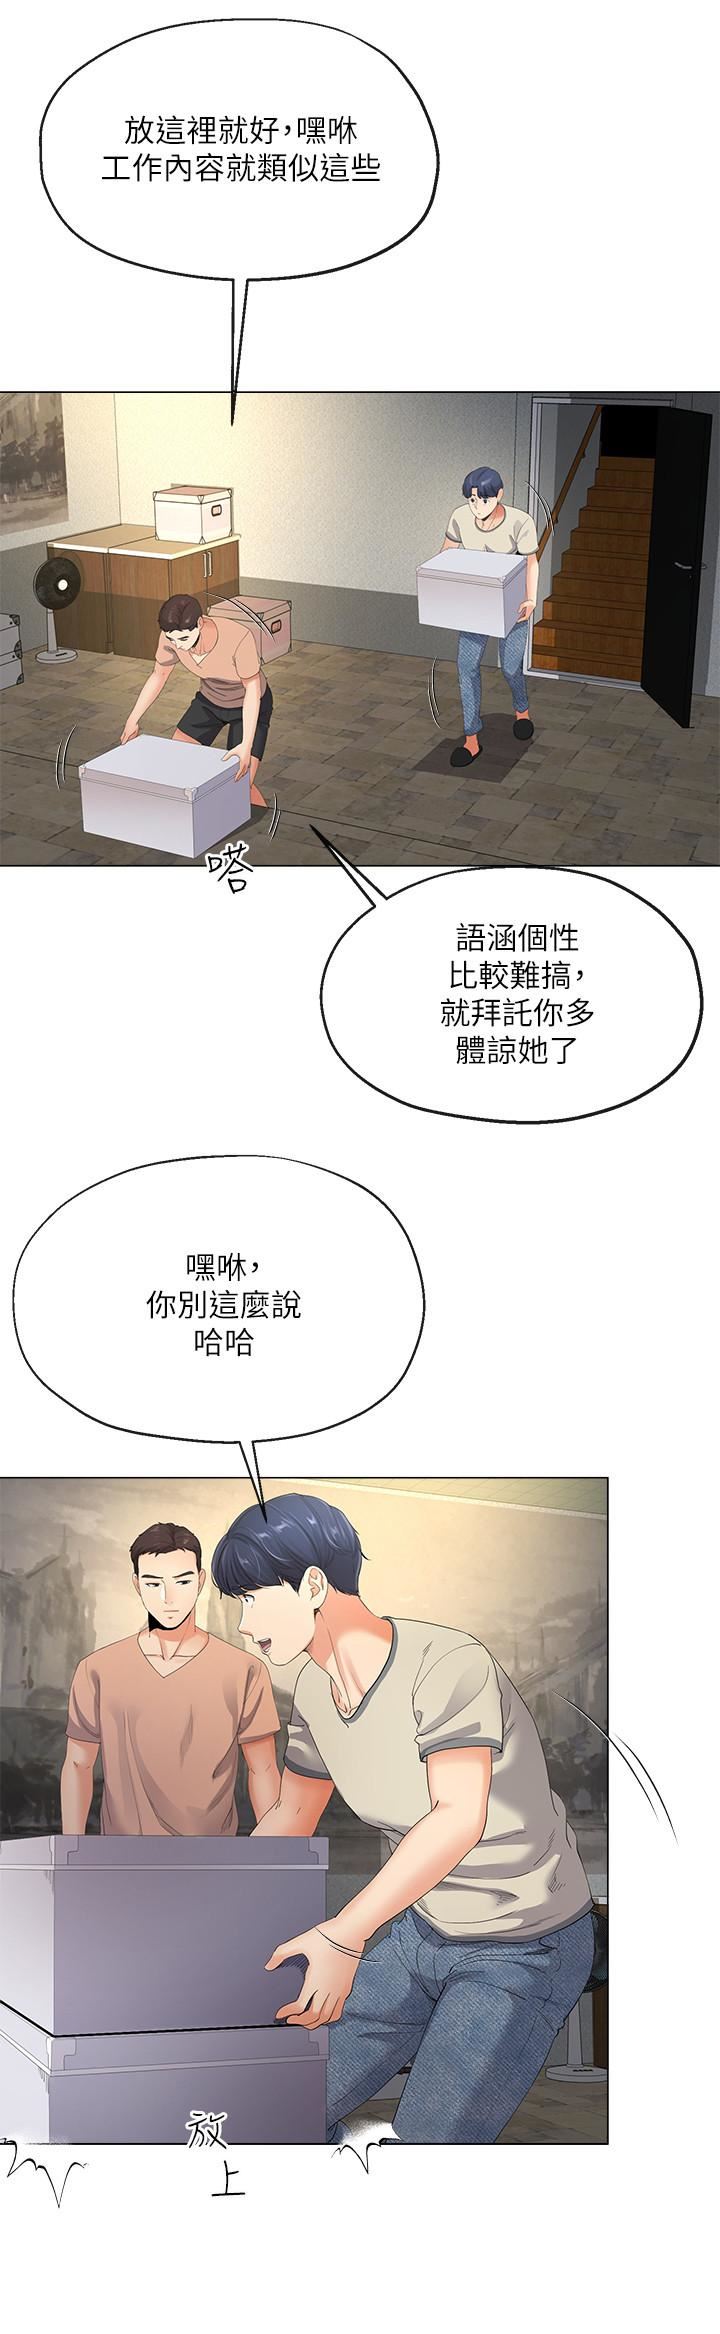 放這裡就好，嘿咻
工作內容就類似這些
嗒
語涵個性
比較難搞，
就拜託你多
體諒她了
嘿咻，
你別這麼說
哈哈
放
上